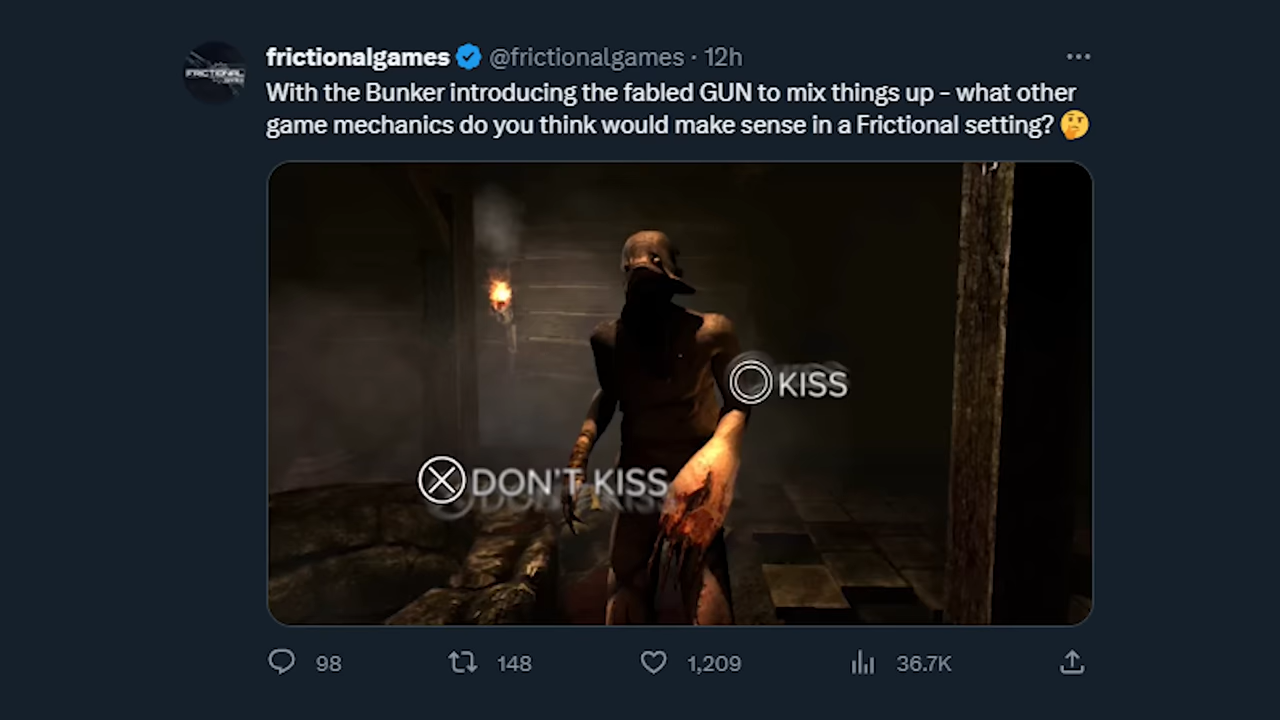 frictionalgames @frictionalgames · 12h
With the Bunker introducing the fabled GUN to mix things up - what other
game mechanics do you think would make sense in a Frictional setting? 🤔
FRICTIONAL
KISS
DON'T KISS
98 148 1,209 36.7K